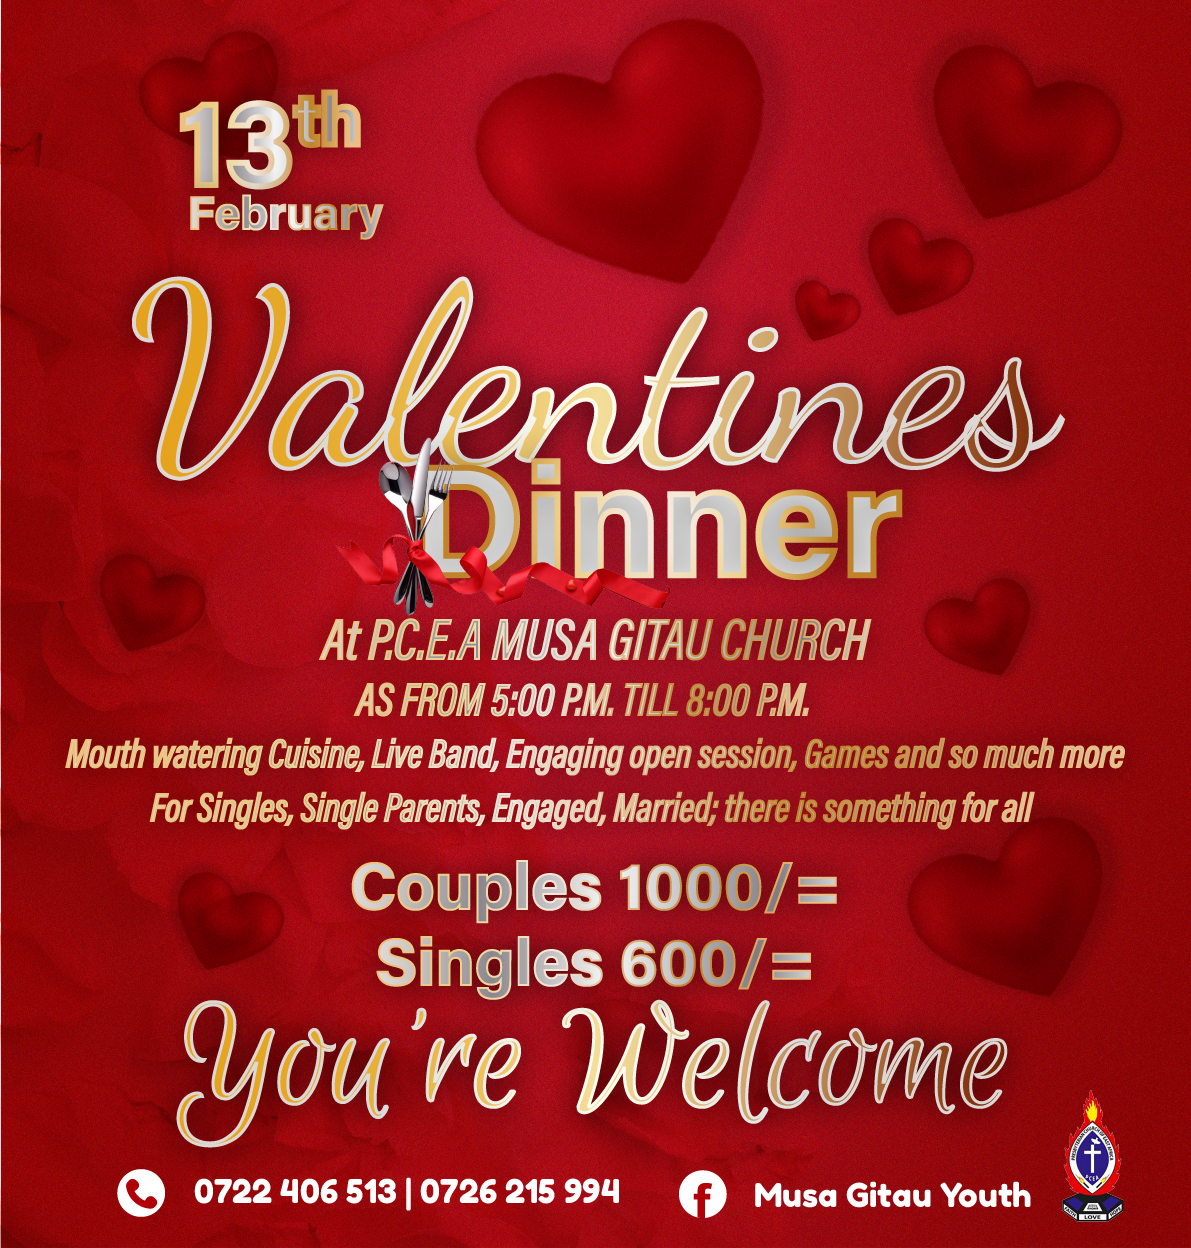 13th
February
Valentines
Dinner
At P.C.E.A MUSA GITAU CHURCH
AS FROM 5:00 P.M. TILL 8:00 P.M.
Mouth watering Cuisine, Live Band, Engaging open session, Games and so much more
For Singles, Single Parents, Engaged, Married; there is something for all
Couples 1000/=
Singles 600/=
You're Welcome
0722 406 513 | 0726 215 994
Musa Gitau Youth
LOVE